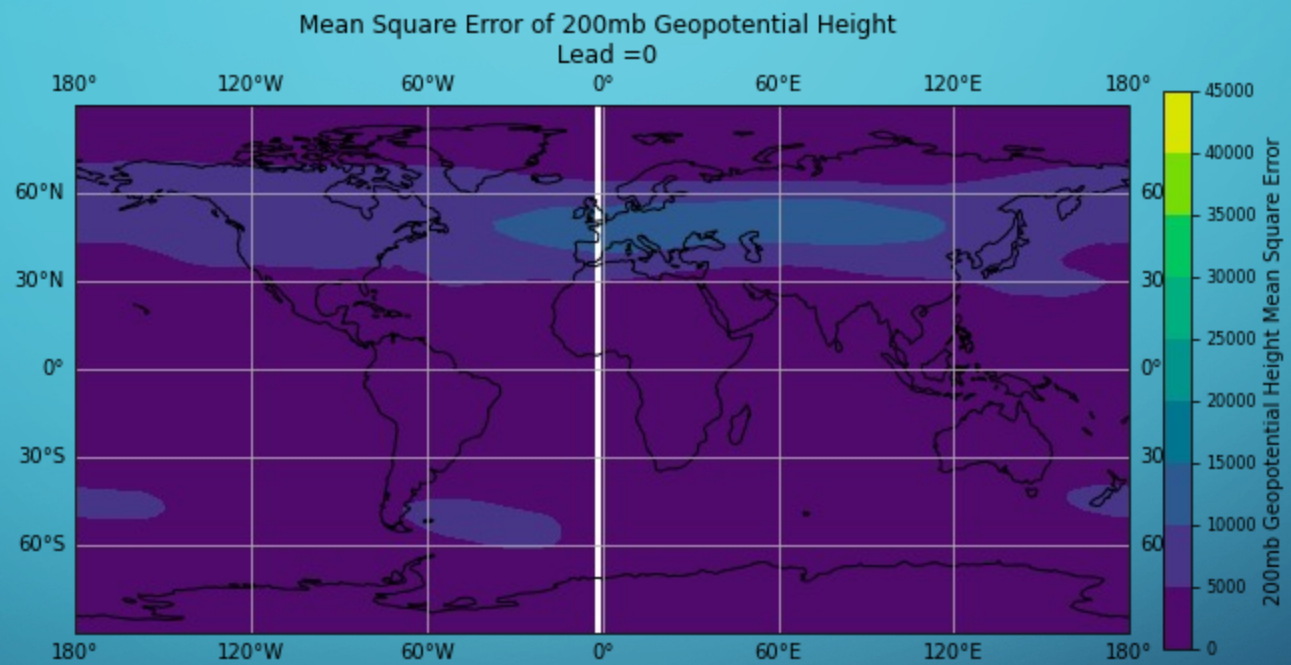 Mean Square Error of 200mb Geopotential Height
Lead =0
180° 120°W 60°W 0° 60°E 120°E 180°
60°N 60
30°N 30
0° 0°
30°S 30
60°S 60
180° 120°W 60°W 0° 60°E 120°E 180°
45000
40000
35000
30000
25000
20000
15000
10000
5000
0
200mb Geopotential Height Mean Square Error